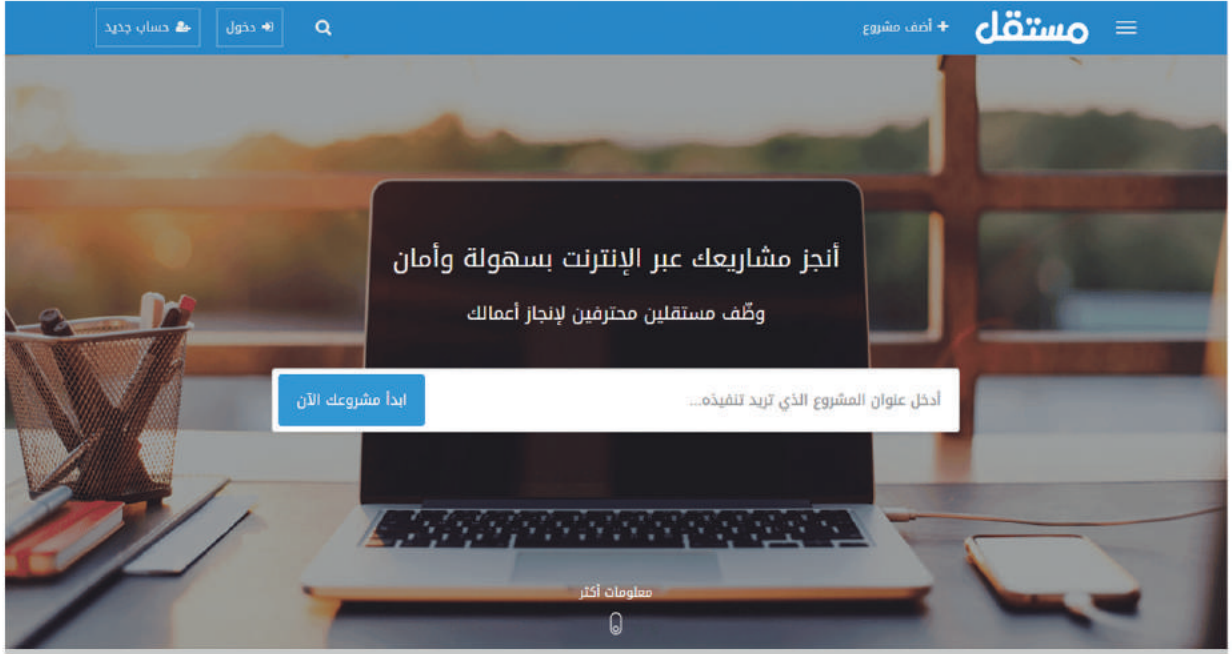 مستقل
+ أضف مشروع
دخول
حساب جديد
أنجز مشاريعك عبر الإنترنت بسهولة وأمان
وظّف مستقلين محترفين لإنجاز أعمالك
أدخل عنوان المشروع الذي تريد تنفيذه...
ابدأ مشروعك الآن
معلومات أكثر